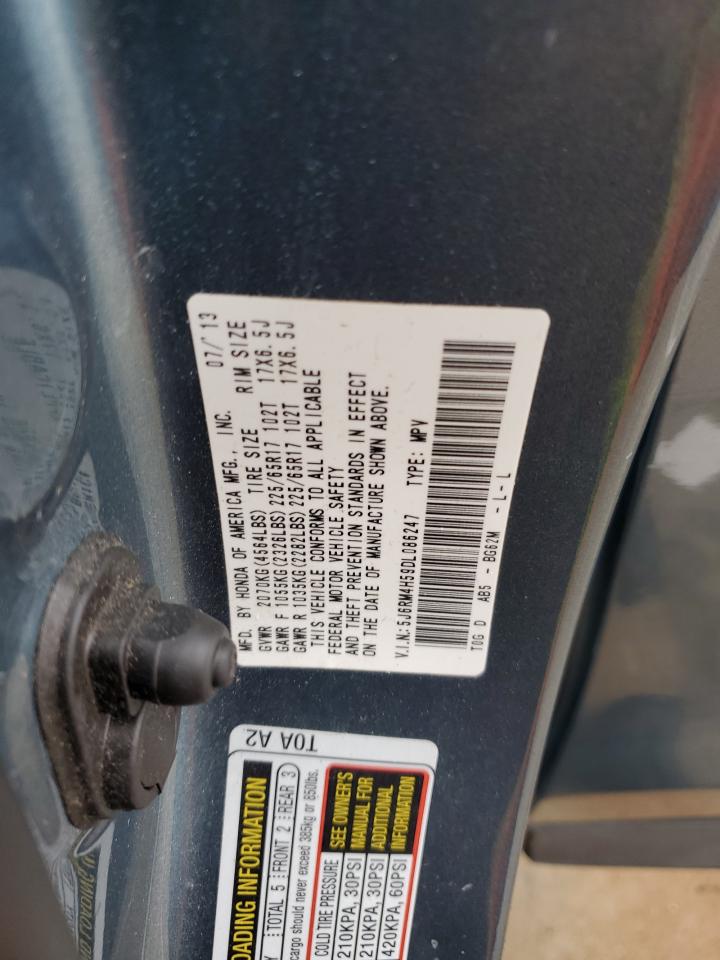 MFD. BY HONDA OF AMERICA MFG., INC. 07/'13
GVWR 2070KG(4564LBS) TIRE SIZE RIM SIZE
GAWR F 1055KG(2326LBS) 225/65R17 102T 17X6.5J
GAWR R 1035KG(2282LBS) 225/65R17 102T 17X6.5J
THIS VEHICLE CONFORMS TO ALL APPLICABLE
FEDERAL MOTOR VEHICLE SAFETY
AND THEFT PREVENTION STANDARDS IN EFFECT
ON THE DATE OF MANUFACTURE SHOWN ABOVE.
V.I.N.:5J6RM4H59DL086247 TYPE: MPV
T0G D AB5 - BG62M - L-L
T0A A2
INFORMATION
TOTAL 5 FRONT 2 REAR 3
cargo should never exceed 385kg or 850lbs.
COLD TIRE PRESSURE
210KPA, 30PSI
210KPA, 30PSI
420KPA, 60PSI
SEE OWNER'S
MANUAL FOR
ADDITIONAL
INFORMATION